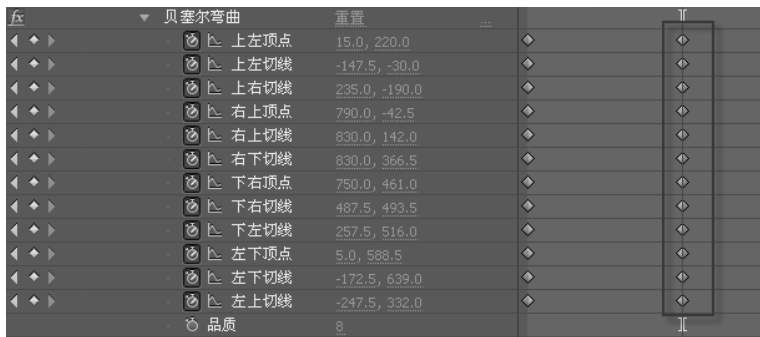 fx 贝塞尔弯曲 重置 ...
上左顶点 15.0, 220.0
上左切线 -147.5, -30.0
上右切线 235.0, -190.0
右上顶点 790.0, -42.5
右上切线 830.0, 142.0
右下切线 830.0, 366.5
下右顶点 750.0, 461.0
下右切线 487.5, 493.5
下左切线 257.5, 516.0
左下顶点 5.0, 588.5
左下切线 -172.5, 639.0
左上切线 -247.5, 332.0
品质 8